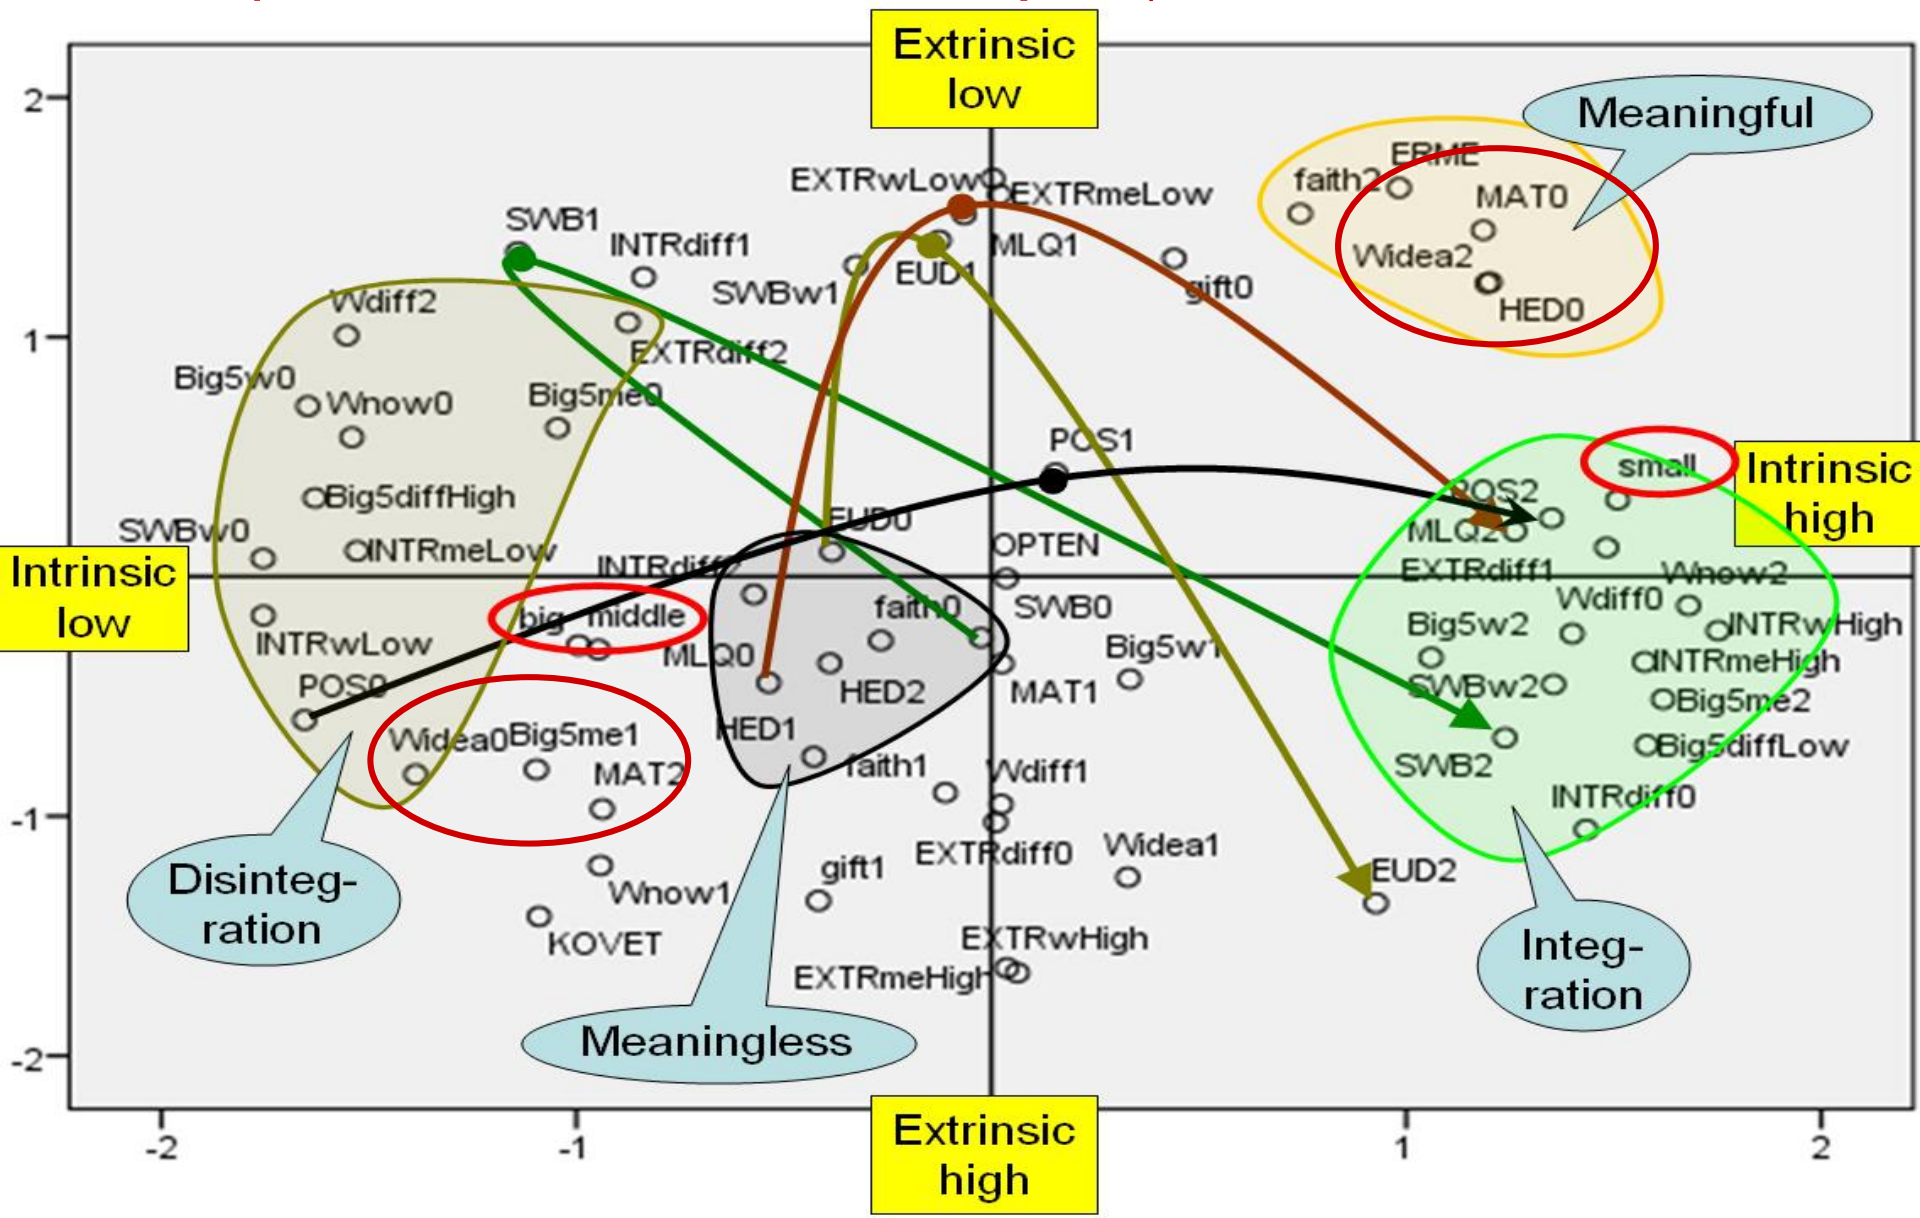 Extrinsic
low
2
Meaningful
ERME
faith2
MAT0
EXTRwLow
EXTRmeLow
SWB1
INTRdiff1
MLQ1
Widea2
EUD1
SWBw1
gift0
HED0
Wdiff2
1
EXTRdiff2
Big5w0
Wnow0
Big5me0
POS1
small
Intrinsic
high
POS2
Big5diffHigh
EUD0
SWBw0
MLQ2
INTRmeLow
OPTEN
INTRdiff2
EXTRdiff1
Wnow2
Intrinsic
low
big
middle
faith0
SWB0
Wdiff0
Big5w2
INTRwHigh
INTRwLow
MLQ0
Big5w1
INTRmeHigh
POS0
HED2
MAT1
SWBw2
Big5me2
Widea0
Big5me1
HED1
Big5diffLow
MAT2
faith1
Wdiff1
SWB2
INTRdiff0
-1
EXTRdiff0
Widea1
gift1
EUD2
Disinteg-
ration
Wnow1
KOVET
EXTRwHigh
EXTRmeHigh
Integ-
ration
Meaningless
-2
Extrinsic
high
-2
-1
1
2